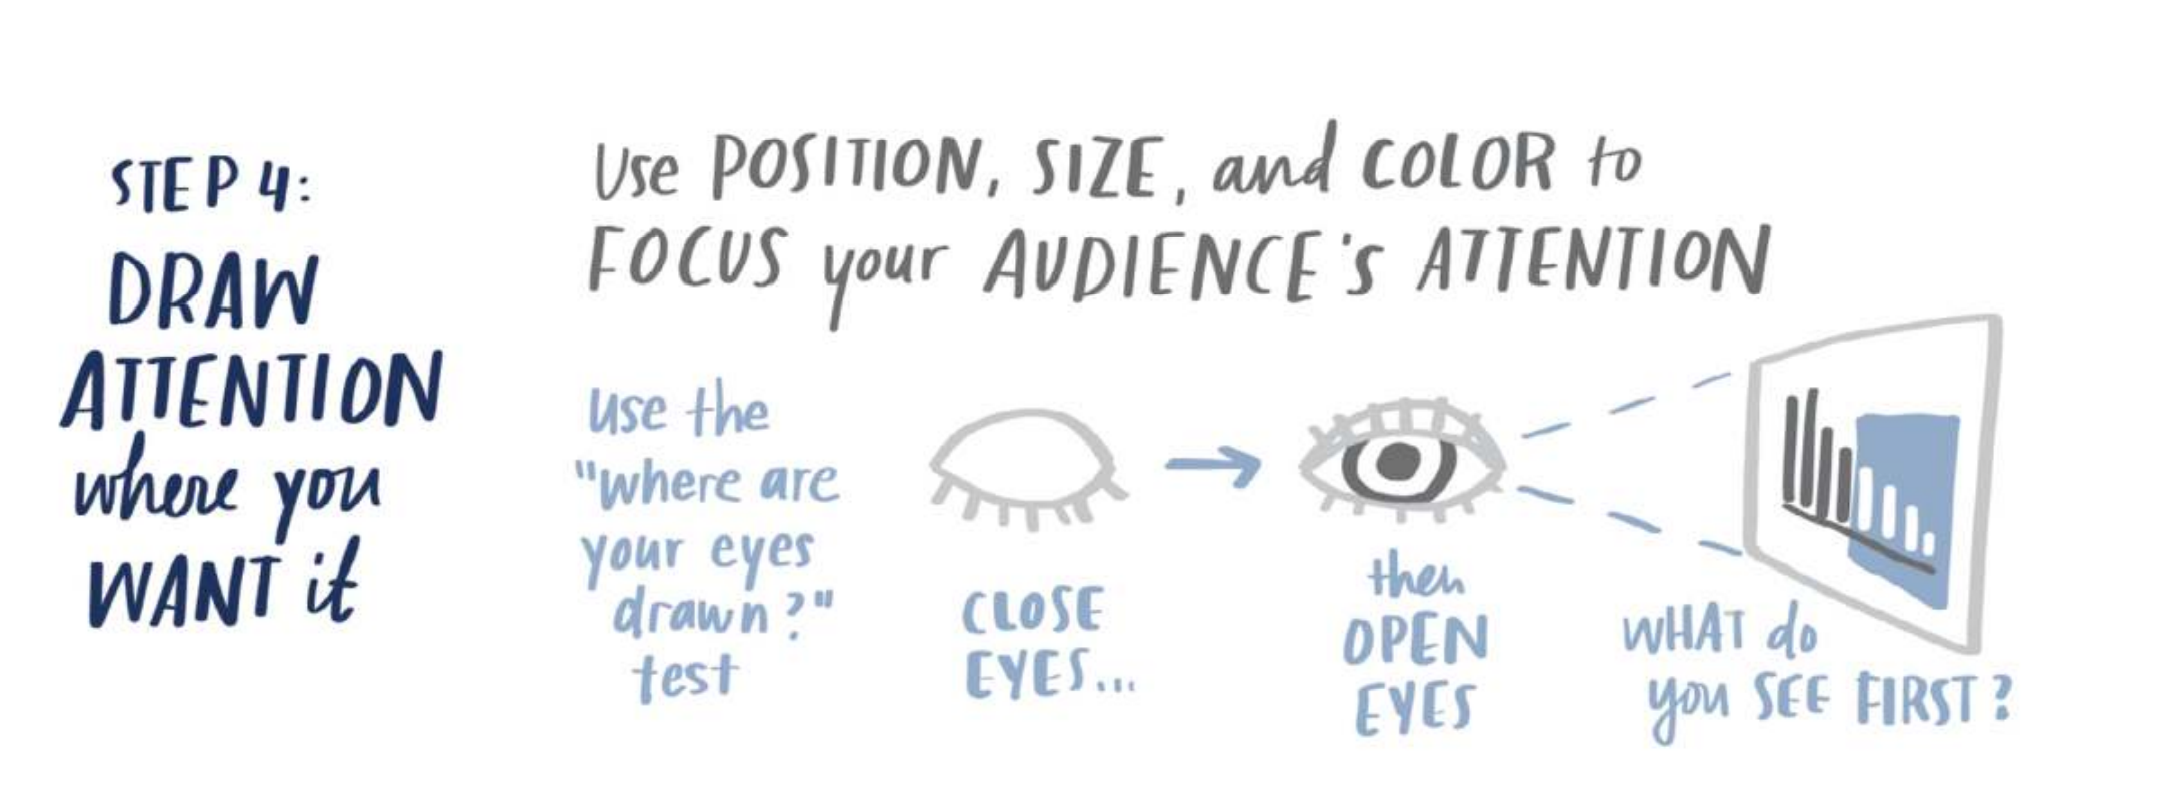 STEP 4:
DRAW
ATTENTION
where you
WANT it
Use POSITION, SIZE, and COLOR to
FOCUS your AUDIENCE'S ATTENTION
use the
"where are
your eyes
drawn?"
test
CLOSE
EYES...
then
OPEN
EYES
WHAT do
you SEE FIRST?